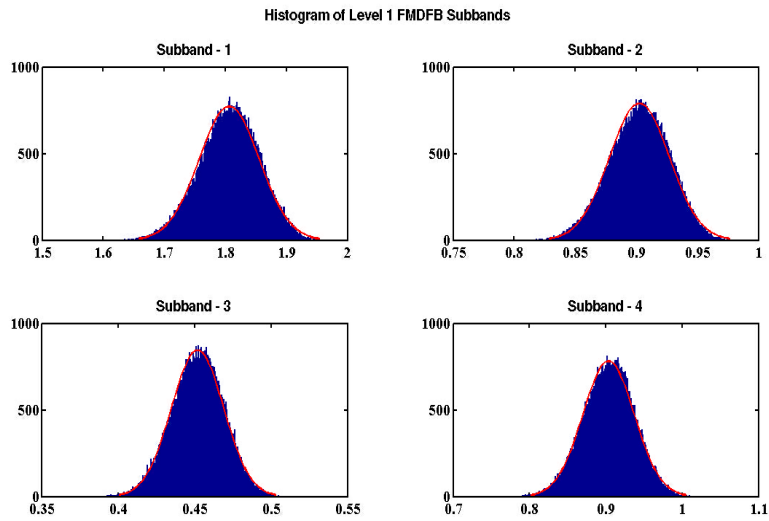 Histogram of Level 1 FMDFB Subbands
Subband - 1
1000
500
0
1.5 1.6 1.7 1.8 1.9 2
Subband - 2
1000
500
0
0.75 0.8 0.85 0.9 0.95 1
Subband - 3
1000
500
0
0.35 0.4 0.45 0.5 0.55
Subband - 4
1000
500
0
0.7 0.8 0.9 1 1.1